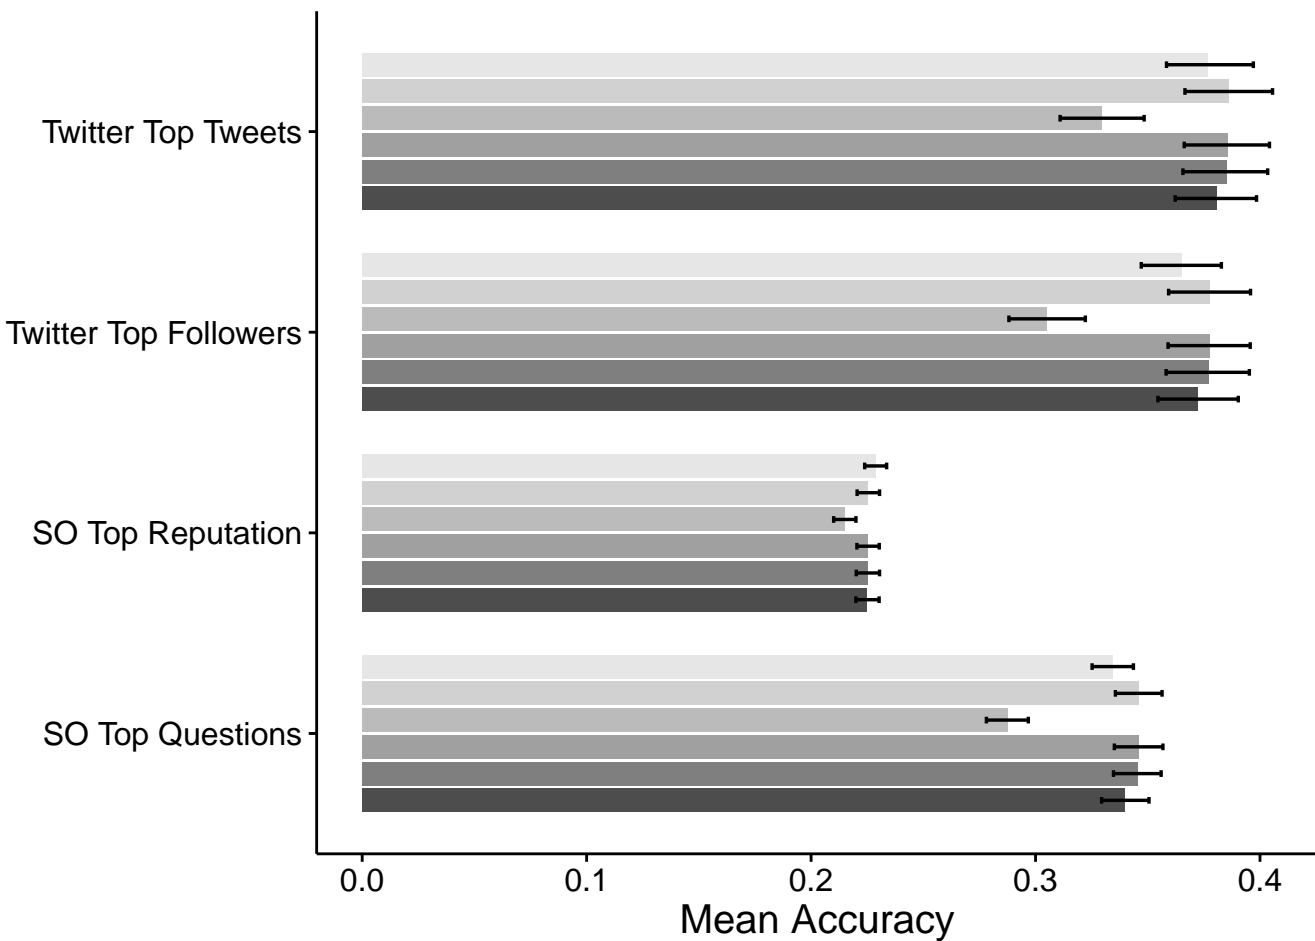 Twitter Top Tweets
Twitter Top Followers
SO Top Reputation
SO Top Questions
0.0 0.1 0.2 0.3 0.4
Mean Accuracy